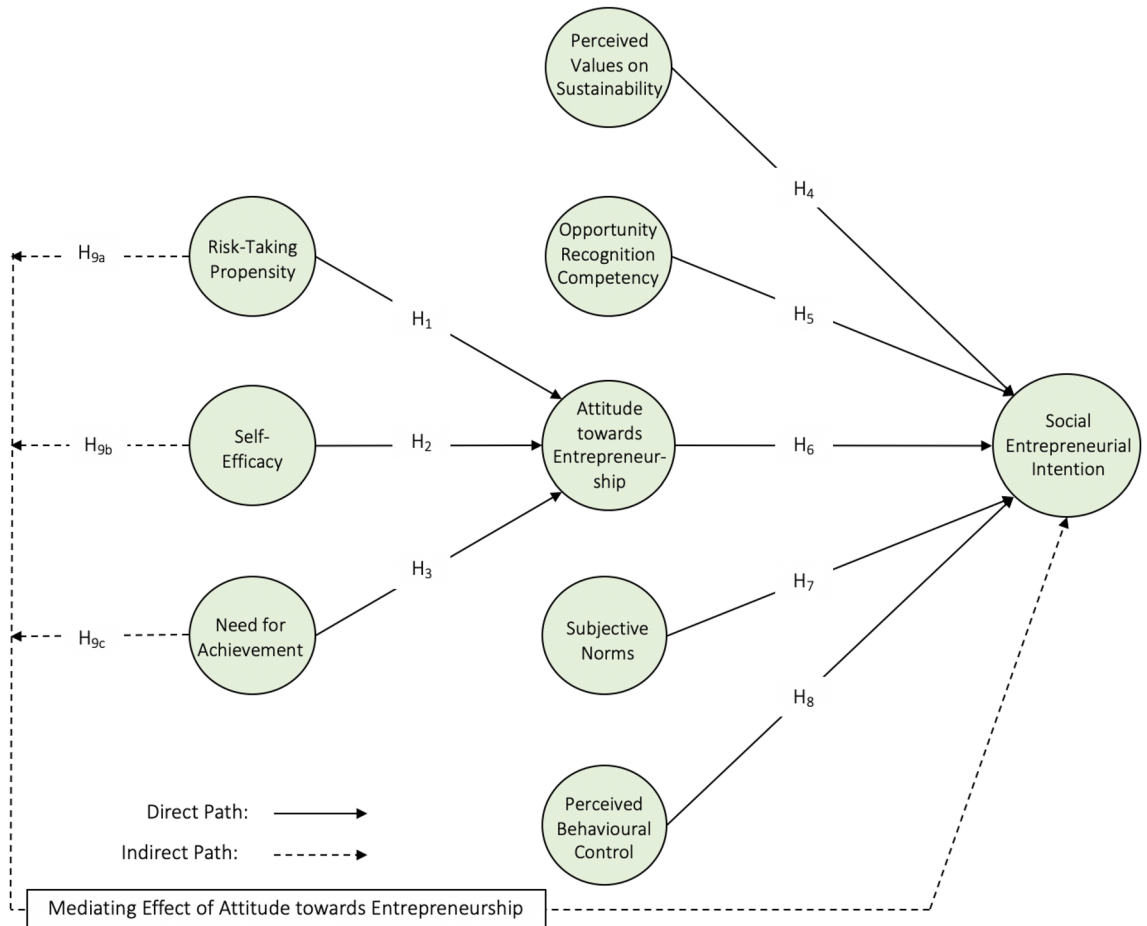 Perceived
Values on
Sustainability
H4
Opportunity
Recognition
Competency
Risk-Taking
Propensity
H9a
H5
H1
Attitude
towards
Entrepreneur-
ship
Social
Entrepreneurial
Intention
Self-
Efficacy
H9b
H2
H6
H3
H7
Need for
Achievement
H9c
Subjective
Norms
H8
Perceived
Behavioural
Control
Direct Path:
Indirect Path:
Mediating Effect of Attitude towards Entrepreneurship